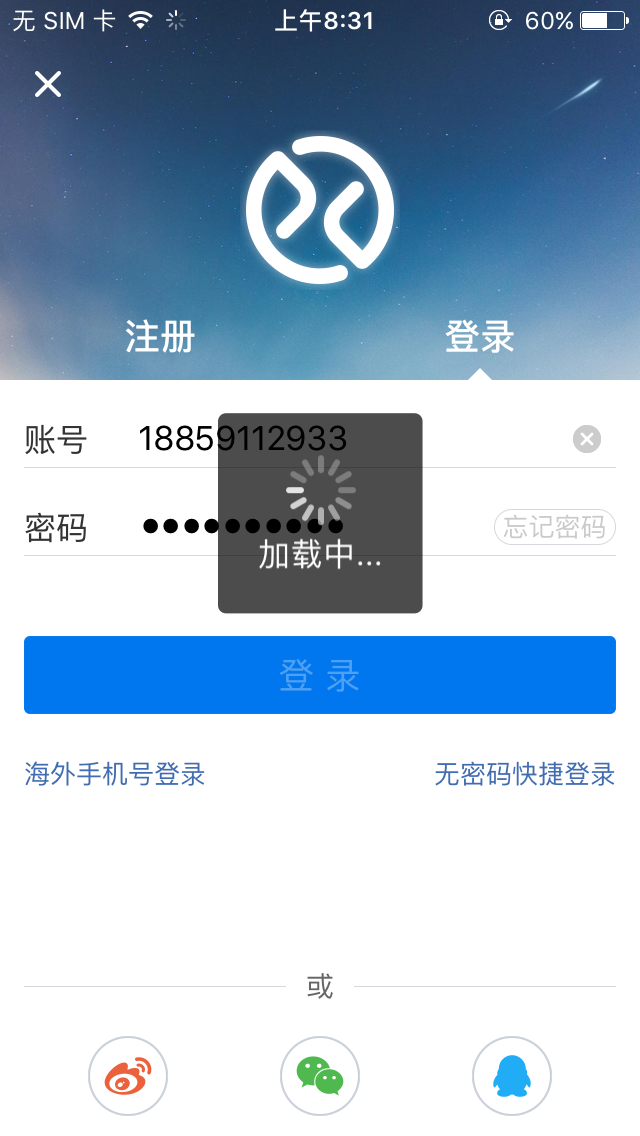 无 SIM 卡 上午8:31 60%
注册 登录
账号 18859112933
密码 ●●●●●●●●●● 忘记密码
加载中...
登 录
海外手机号登录 无密码快捷登录
或